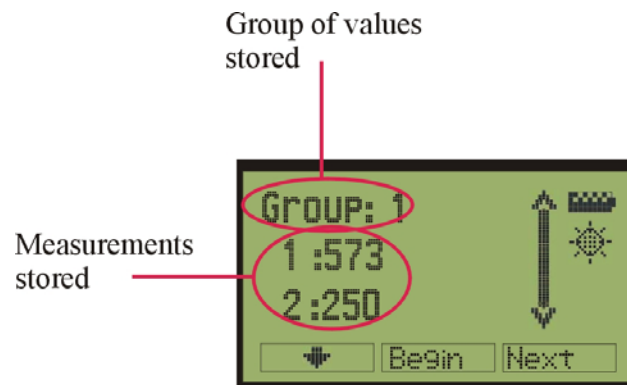 Group of values
stored
Group: 1
Measurements
stored
1 :573
2 :250
Begin Next